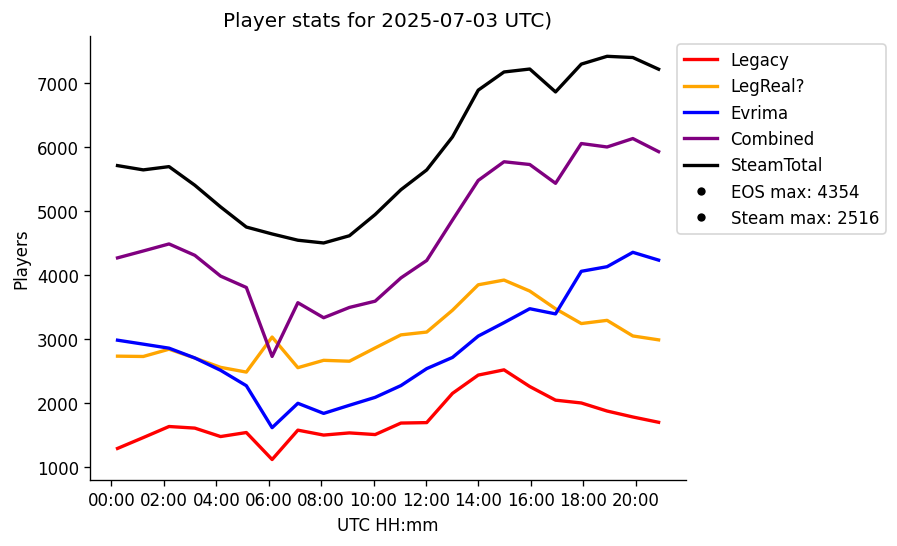 Player stats for 2025-07-03 UTC)
Legacy
LegReal?
Evrima
Combined
SteamTotal
EOS max: 4354
Steam max: 2516
Players
7000
6000
5000
4000
3000
2000
1000
00:00 02:00 04:00 06:00 08:00 10:00 12:00 14:00 16:00 18:00 20:00
UTC HH:mm